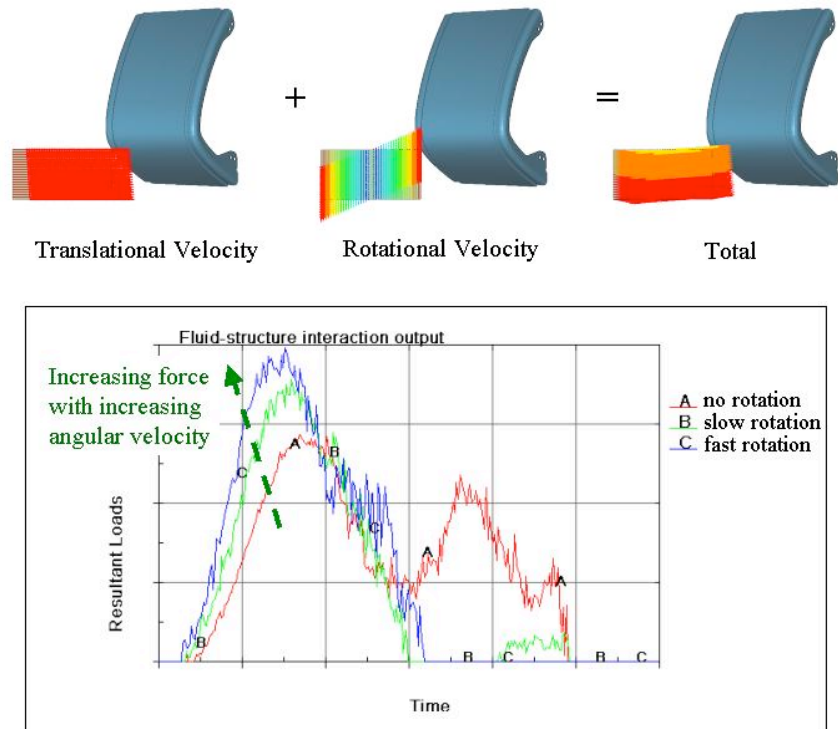 +
=
Translational Velocity
Rotational Velocity
Total
Fluid-structure interaction output
Increasing force
with increasing
angular velocity
A no rotation
B slow rotation
C fast rotation
A
B
C
C
A
A
B
B
C
B
C
Resultant Loads
Time